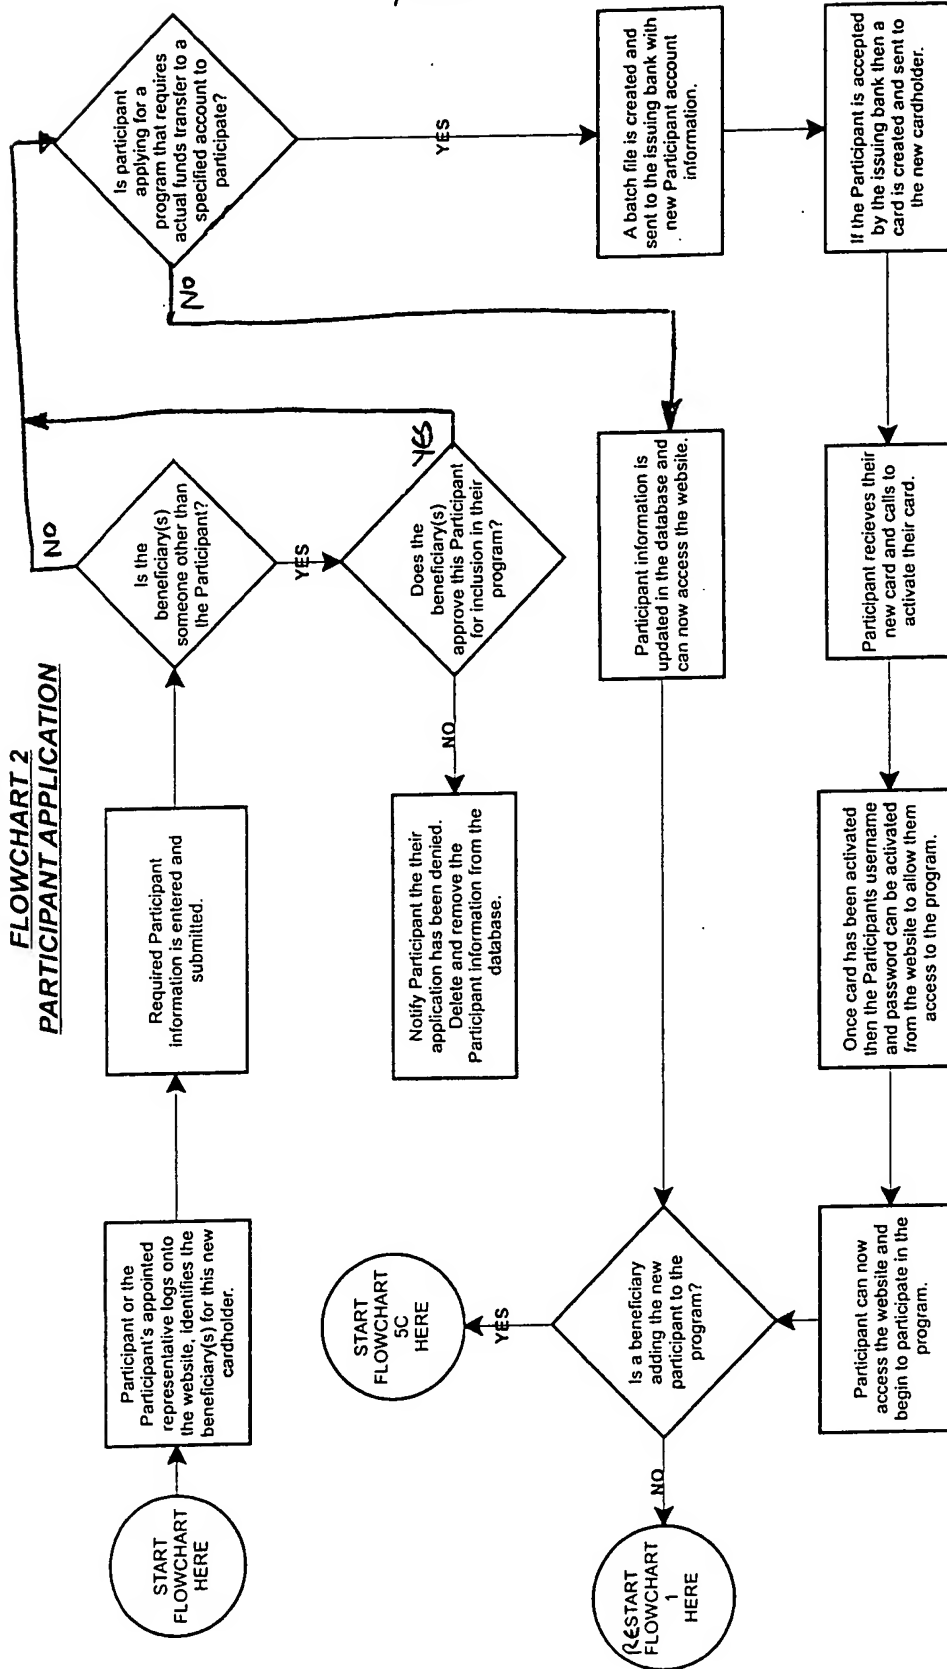 FLOWCHART 2
PARTICIPANT APPLICATION
START
FLOWCHART
HERE
Participant or the
Participant's appointed
representative logs onto
the website, identifies the
beneficiary(s) for this new
cardholder.
Required Participant
information is entered and
submitted.
Is the
beneficiary(s)
someone other than
the Participant?
NO
YES
Is participant
applying for a
program that requires
actual funds transfer to a
specified account to
participate?
NO
YES
Does the
beneficiary(s)
approve this Participant
for inclusion in their
program?
YES
NO
Notify Participant the their
application has been denied.
Delete and remove the
Participant information from the
database.
START
FLOWCHART
5C
HERE
YES
Is a beneficiary
adding the new
participant to the
program?
NO
RESTART
FLOWCHART
1
HERE
Participant information is
updated in the database and
can now access the website.
A batch file is created and
sent to the issuing bank with
new Participant account
information.
If the Participant is accepted
by the issuing bank then a
card is created and sent to
the new cardholder.
Participant recieves their
new card and calls to
activate their card.
Once card has been activated
then the Participants username
and password can be activated
from the website to allow them
access to the program.
Participant can now
access the website and
begin to participate in the
program.